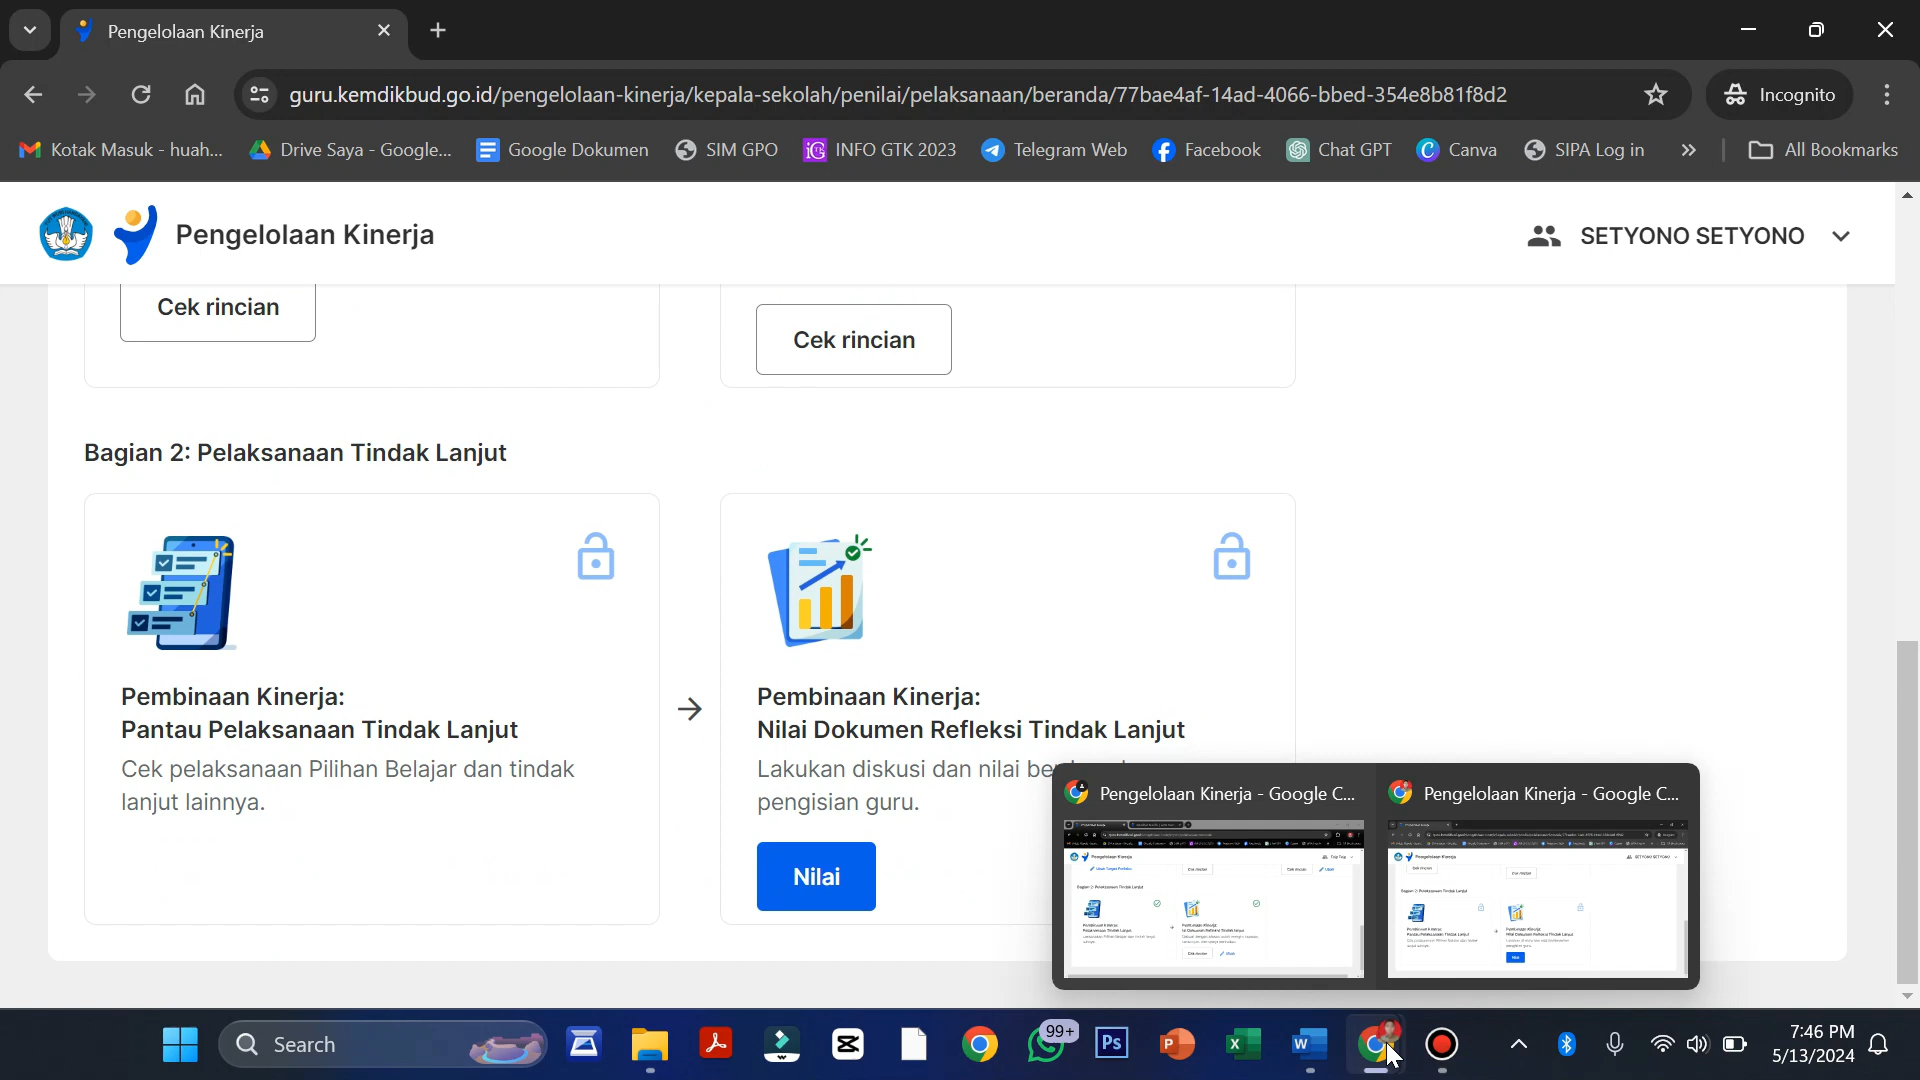 Pengelolaan Kinerja
guru.kemdikbud.go.id/pengelolaan-kinerja/kepala-sekolah/penilai/pelaksanaan/beranda/77bae4af-14ad-4066-bbed-354e8b81f8d2
Incognito
Kotak Masuk - huah...
Drive Saya - Google...
Google Dokumen
SIM GPO
INFO GTK 2023
Telegram Web
Facebook
Chat GPT
Canva
SIPA Log in
»
All Bookmarks
Pengelolaan Kinerja
SETYONO SETYONO
Cek rincian
Cek rincian
Bagian 2: Pelaksanaan Tindak Lanjut
Pembinaan Kinerja:
Pantau Pelaksanaan Tindak Lanjut
Cek pelaksanaan Pilihan Belajar dan tindak
lanjut lainnya.
Pembinaan Kinerja:
Nilai Dokumen Refleksi Tindak Lanjut
Lakukan diskusi dan nilai
pengisian guru.
Nilai
Pengelolaan Kinerja - Google C...
Pengelolaan Kinerja - Google C...
Search
99+
7:46 PM
5/13/2024